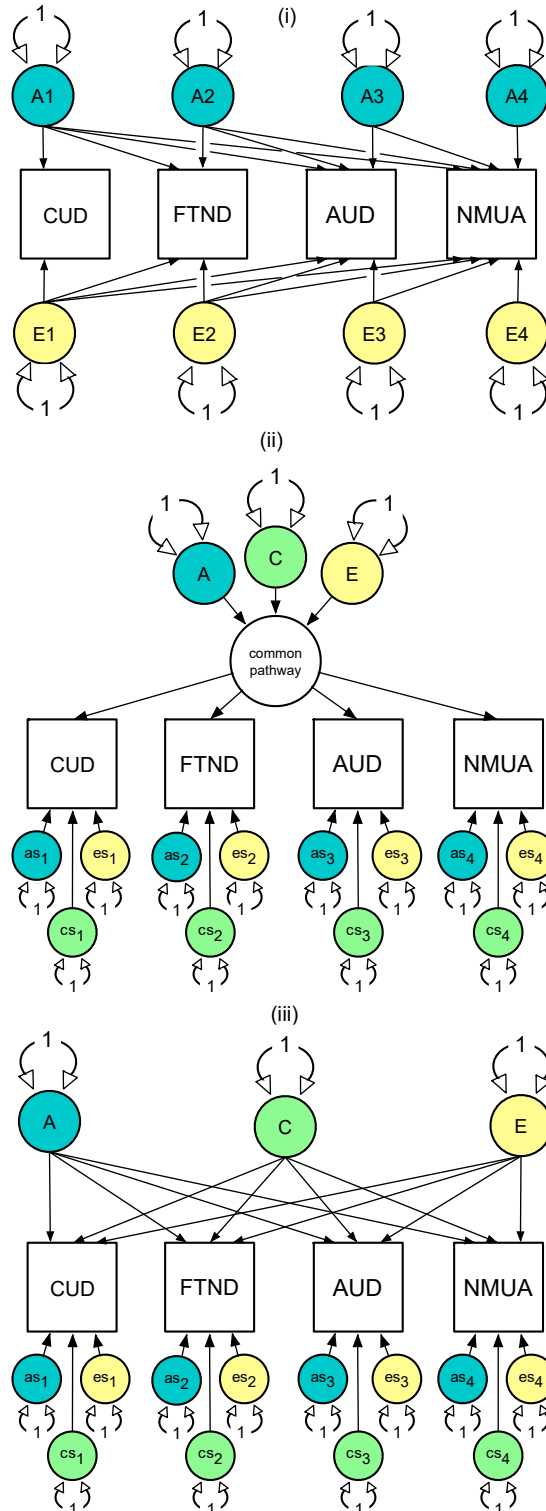 (i)
1 1 1 1
A1 A2 A3 A4
CUD FTND AUD NMUA
E1 E2 E3 E4
1 1 1 1
(ii)
1 1 1
A C E
common
pathway
CUD FTND AUD NMUA
as1 es1 as2 es2 as3 es3 as4 es4
1 1 1 1 1 1 1 1
cs1 cs2 cs3 cs4
1 1 1 1
(iii)
1 1 1
A C E
CUD FTND AUD NMUA
as1 es1 as2 es2 as3 es3 as4 es4
1 1 1 1 1 1 1 1
cs1 cs2 cs3 cs4
1 1 1 1